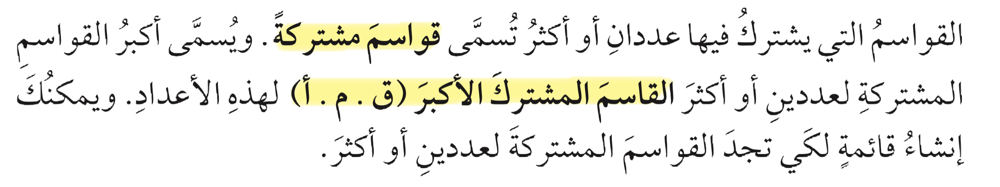 القواسمُ التي يشتركُ فيها عددانِ أو أكثرُ تُسمَّى قواسمَ مشتركةً. ويُسمَّى أكبرُ القواسمِ
المشتركةِ لعددينِ أو أكثرَ القاسمَ المشتركَ الأكبرَ (ق . م . أ) لهذهِ الأعدادِ. ويمكنُكَ
إنشاءُ قائمةٍ لكَي تجدَ القواسمَ المشتركةَ لعددينِ أو أكثرَ.